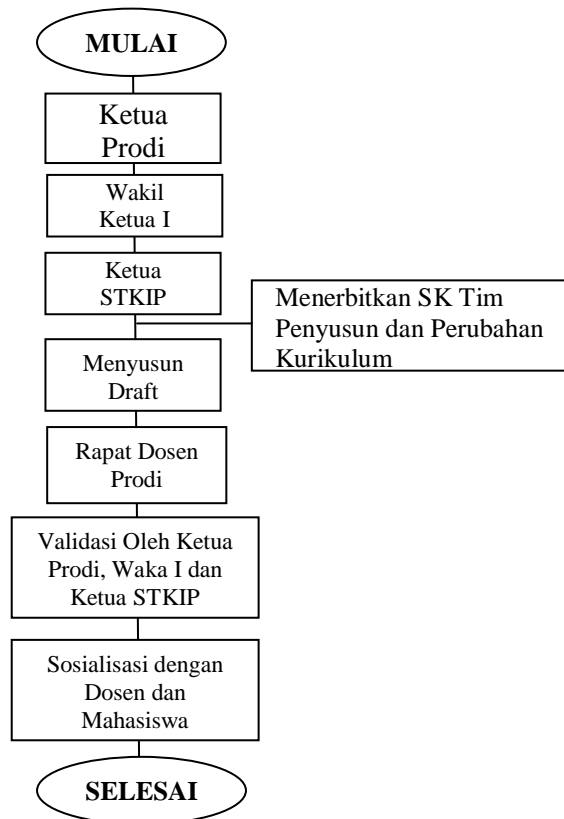 MULAI
Ketua
Prodi
Wakil
Ketua I
Ketua
STKIP
Menerbitkan SK Tim
Penyusun dan Perubahan
Kurikulum
Menyusun
Draft
Rapat Dosen
Prodi
Validasi Oleh Ketua
Prodi, Waka I dan
Ketua STKIP
Sosialisasi dengan
Dosen dan
Mahasiswa
SELESAI